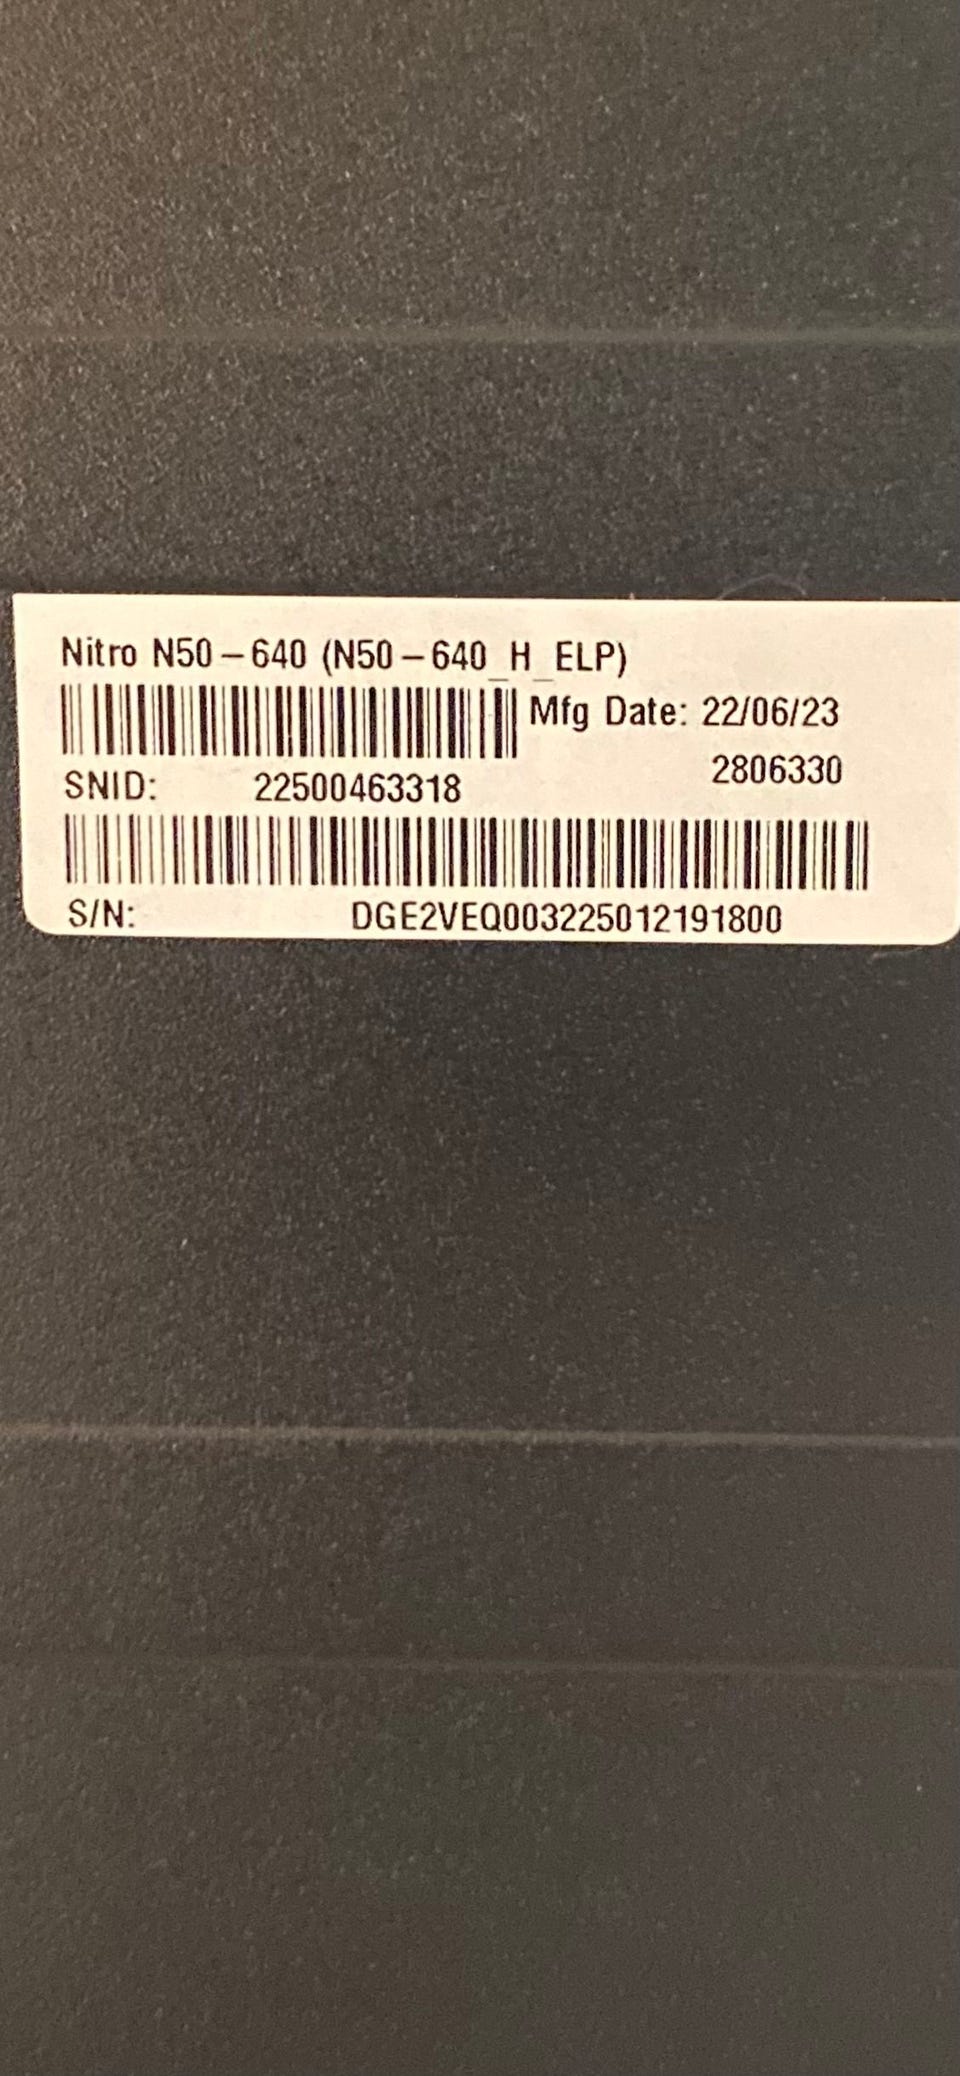 Nitro N50-640 (N50-640_H_ELP)
Mfg Date: 22/06/23
2806330
SNID: 22500463318
S/N: DGE2VEQ003225012191800